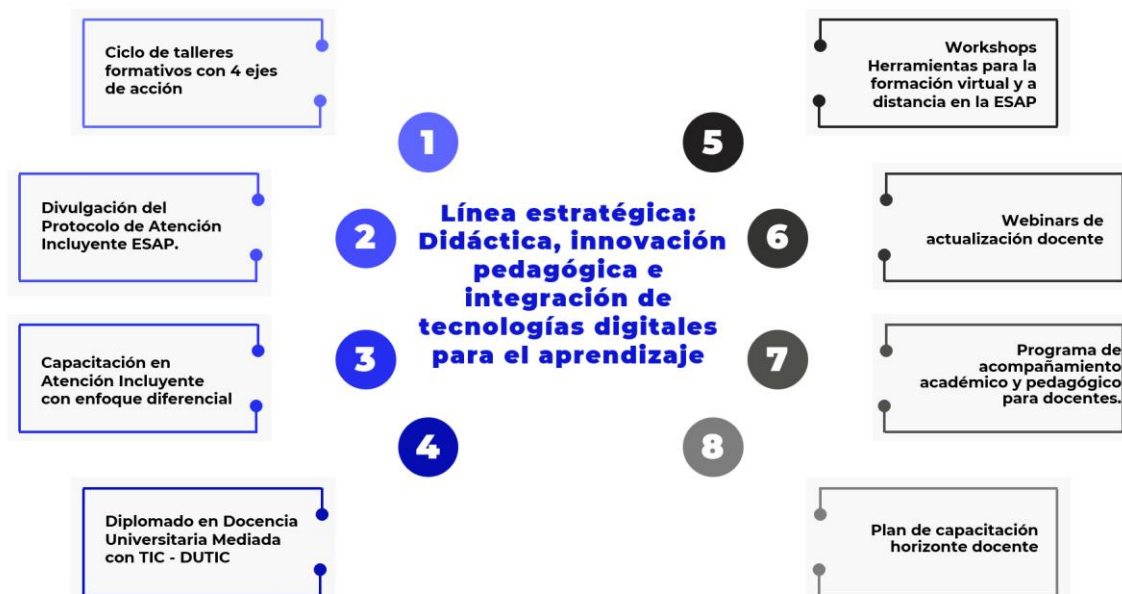 Ciclo de talleres
formativos con 4 ejes
de acción
1
Divulgación del
Protocolo de Atención
Incluyente ESAP.
2
Capacitación en
Atención Incluyente
con enfoque diferencial
3
Diplomado en Docencia
Universitaria Mediada
con TIC - DUTIC
4
Línea estratégica:
Didáctica, innovación
pedagógica e
integración de
tecnologías digitales
para el aprendizaje
5
Workshops
Herramientas para la
formación virtual y a
distancia en la ESAP
6
Webinars de
actualización docente
7
Programa de
acompañamiento
académico y pedagógico
para docentes.
8
Plan de capacitación
horizonte docente